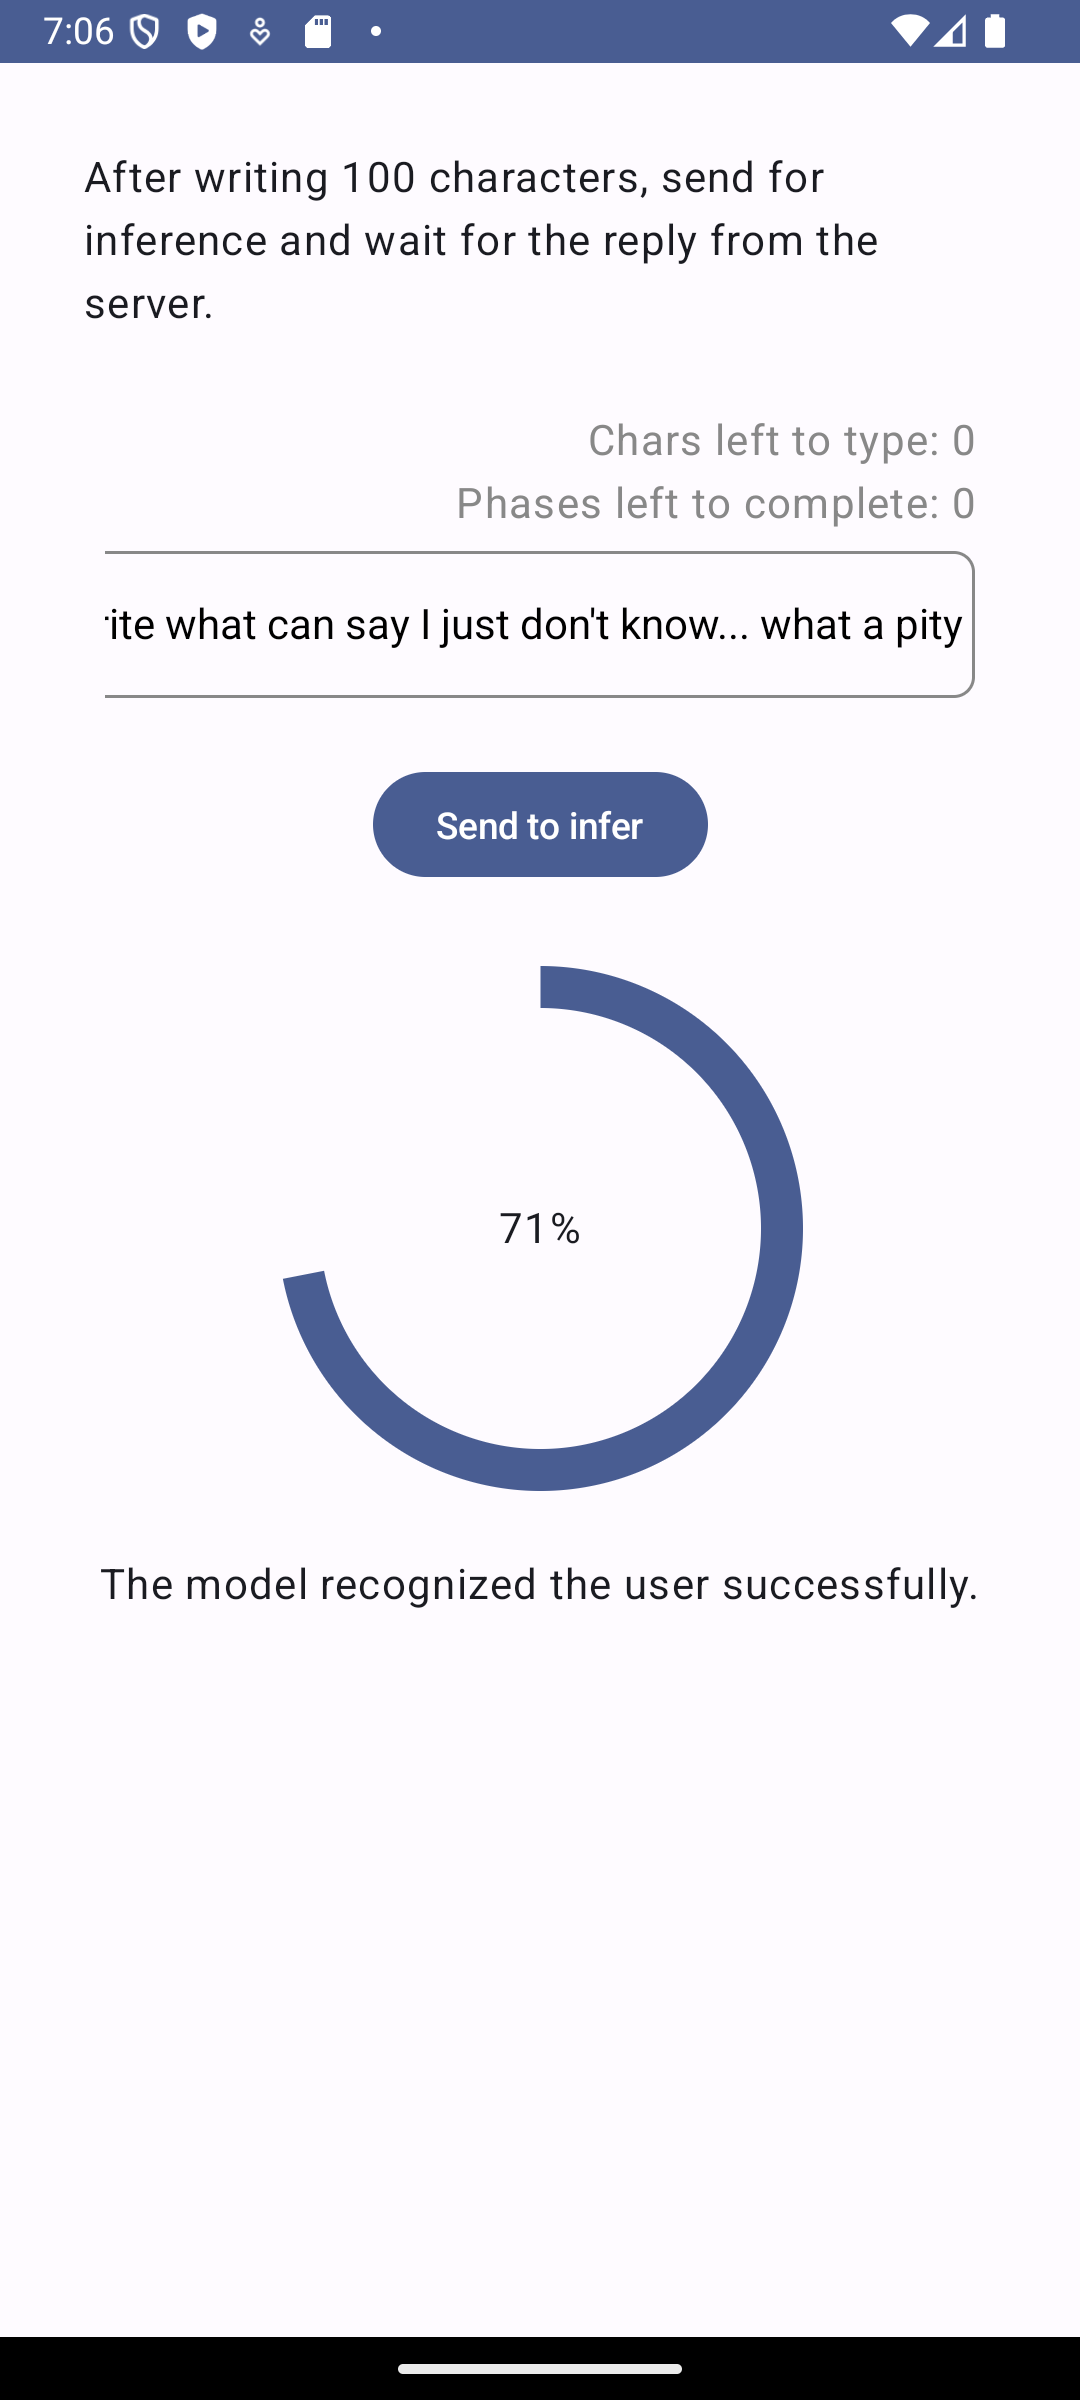 7:06
After writing 100 characters, send for
inference and wait for the reply from the
server.
Chars left to type: 0
Phases left to complete: 0
what can say I just don't know... what a pity
Send to infer
71%
The model recognized the user successfully.